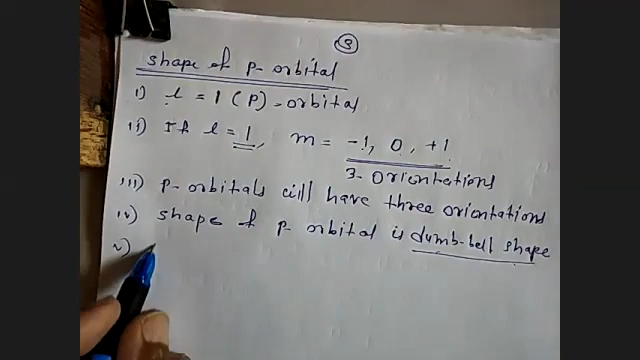 3
shape of p-orbital
i) l = 1 (P)-orbital
ii) If l = 1, m = -1, 0, +1
3-orientations
iii) p-orbitals will have three orientations
iv) shape of p orbital is dumb-bell shape
v)